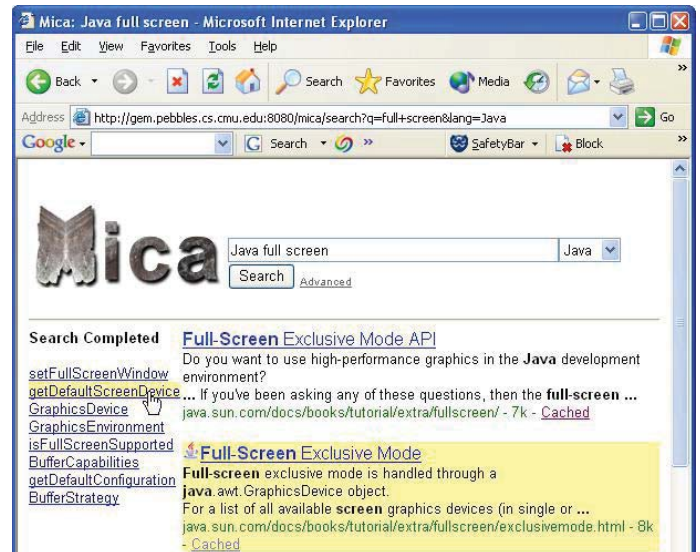 Mica: Java full screen - Microsoft Internet Explorer
File Edit View Favorites Tools Help
Back Search Favorites Media »
Address http://gem.pebbles.cs.cmu.edu:8080/mica/search?q=full+screen&lang=Java Go
Google G Search » SafetyBar Block »
Mica
Java full screen Java
Search Advanced
Search Completed
setFullScreenWindow
getDefaultScreenDevice
GraphicsDevice
GraphicsEnvironment
isFullScreenSupported
BufferCapabilities
getDefaultConfiguration
BufferStrategy
Full-Screen Exclusive Mode API
Do you want to use high-performance graphics in the Java development
environment?
... If you've been asking any of these questions, then the full-screen ...
java.sun.com/docs/books/tutorial/extra/fullscreen/ - 7k - Cached
Full-Screen Exclusive Mode
Full-screen exclusive mode is handled through a
java.awt.GraphicsDevice object.
For a list of all available screen graphics devices (in single or ...
java.sun.com/docs/books/tutorial/extra/fullscreen/exclusivemode.html - 8k
- Cached